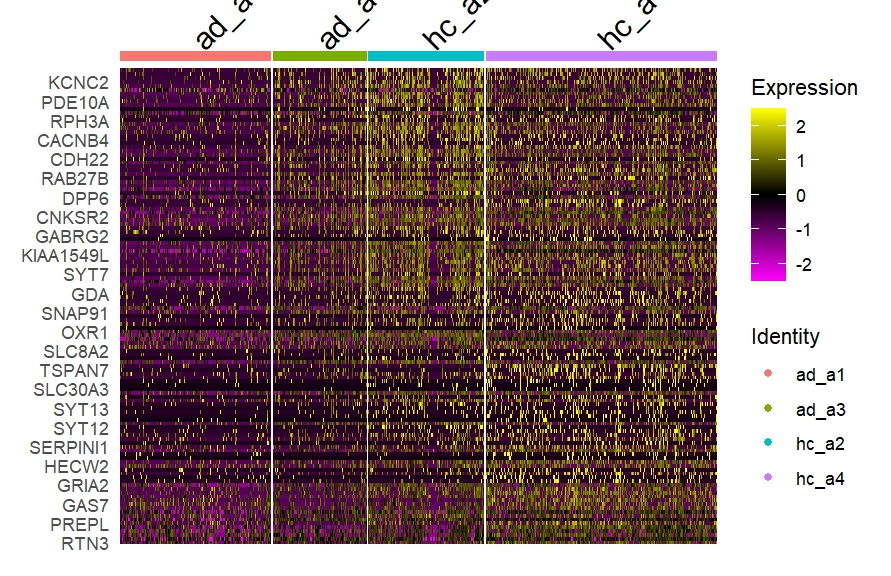 ad_a
ad_a
hc_a2
hc_a
KCNC2
PDE10A
RPH3A
CACNB4
CDH22
RAB27B
DPP6
CNKSR2
GABRG2
KIAA1549L
SYT7
GDA
SNAP91
OXR1
SLC8A2
TSPAN7
SLC30A3
SYT13
SYT12
SERPINI1
HECW2
GRIA2
GAS7
PREPL
RTN3
Expression
2
1
0
-1
-2
Identity
ad_a1
ad_a3
hc_a2
hc_a4